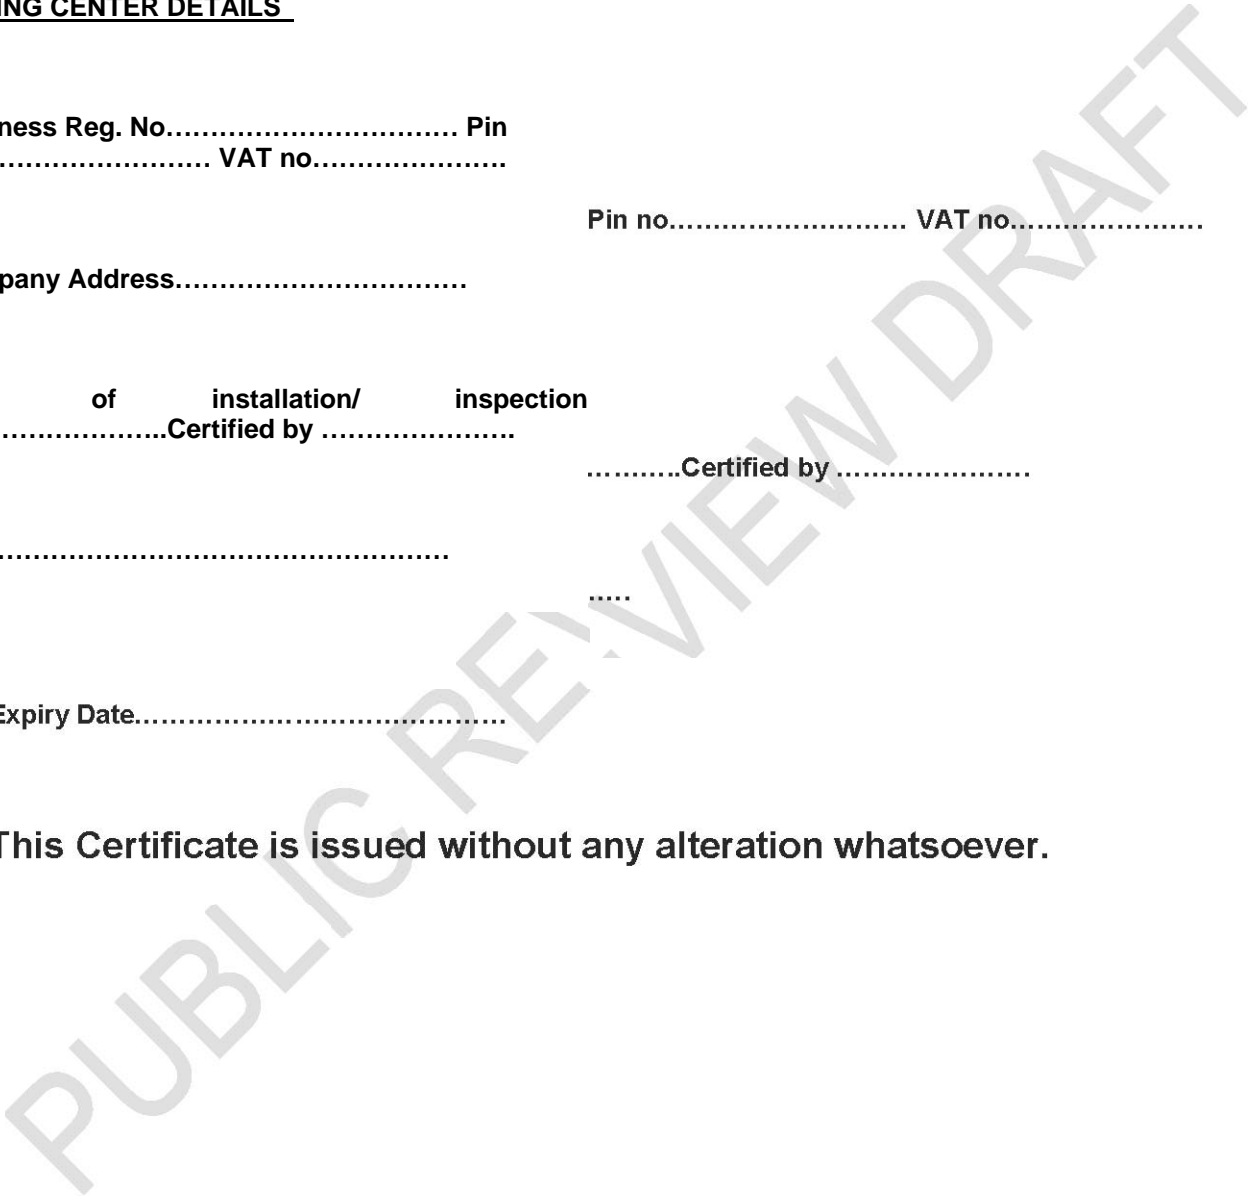 ING CENTER DETAILS
ness Reg. No................................. Pin
........................ VAT no......................
Pin no........................... VAT no......................
pany Address.................................
of installation/ inspection
.....................Certified by ......................
...........Certified by ......................
....................................................
.....
Expiry Date..........................................
This Certificate is issued without any alteration whatsoever.
PUBLIC REVIEW DRAFT